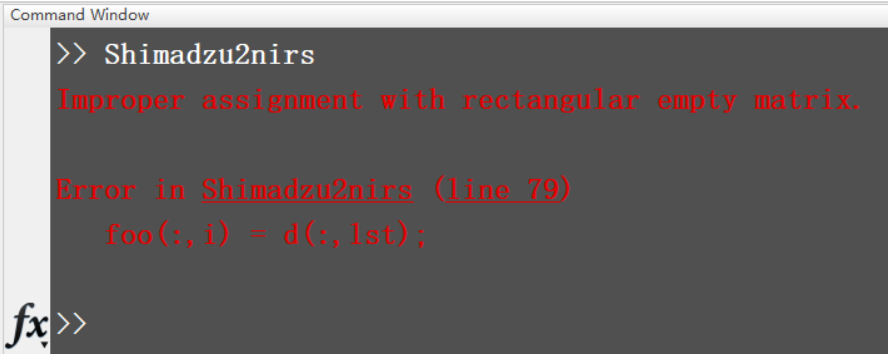 Command Window
>> Shimadzu2nirs
Improper assignment with rectangular empty matrix.
Error in Shimadzu2nirs (line 79)
foo(:,i) = d(:,lst);
fx >>